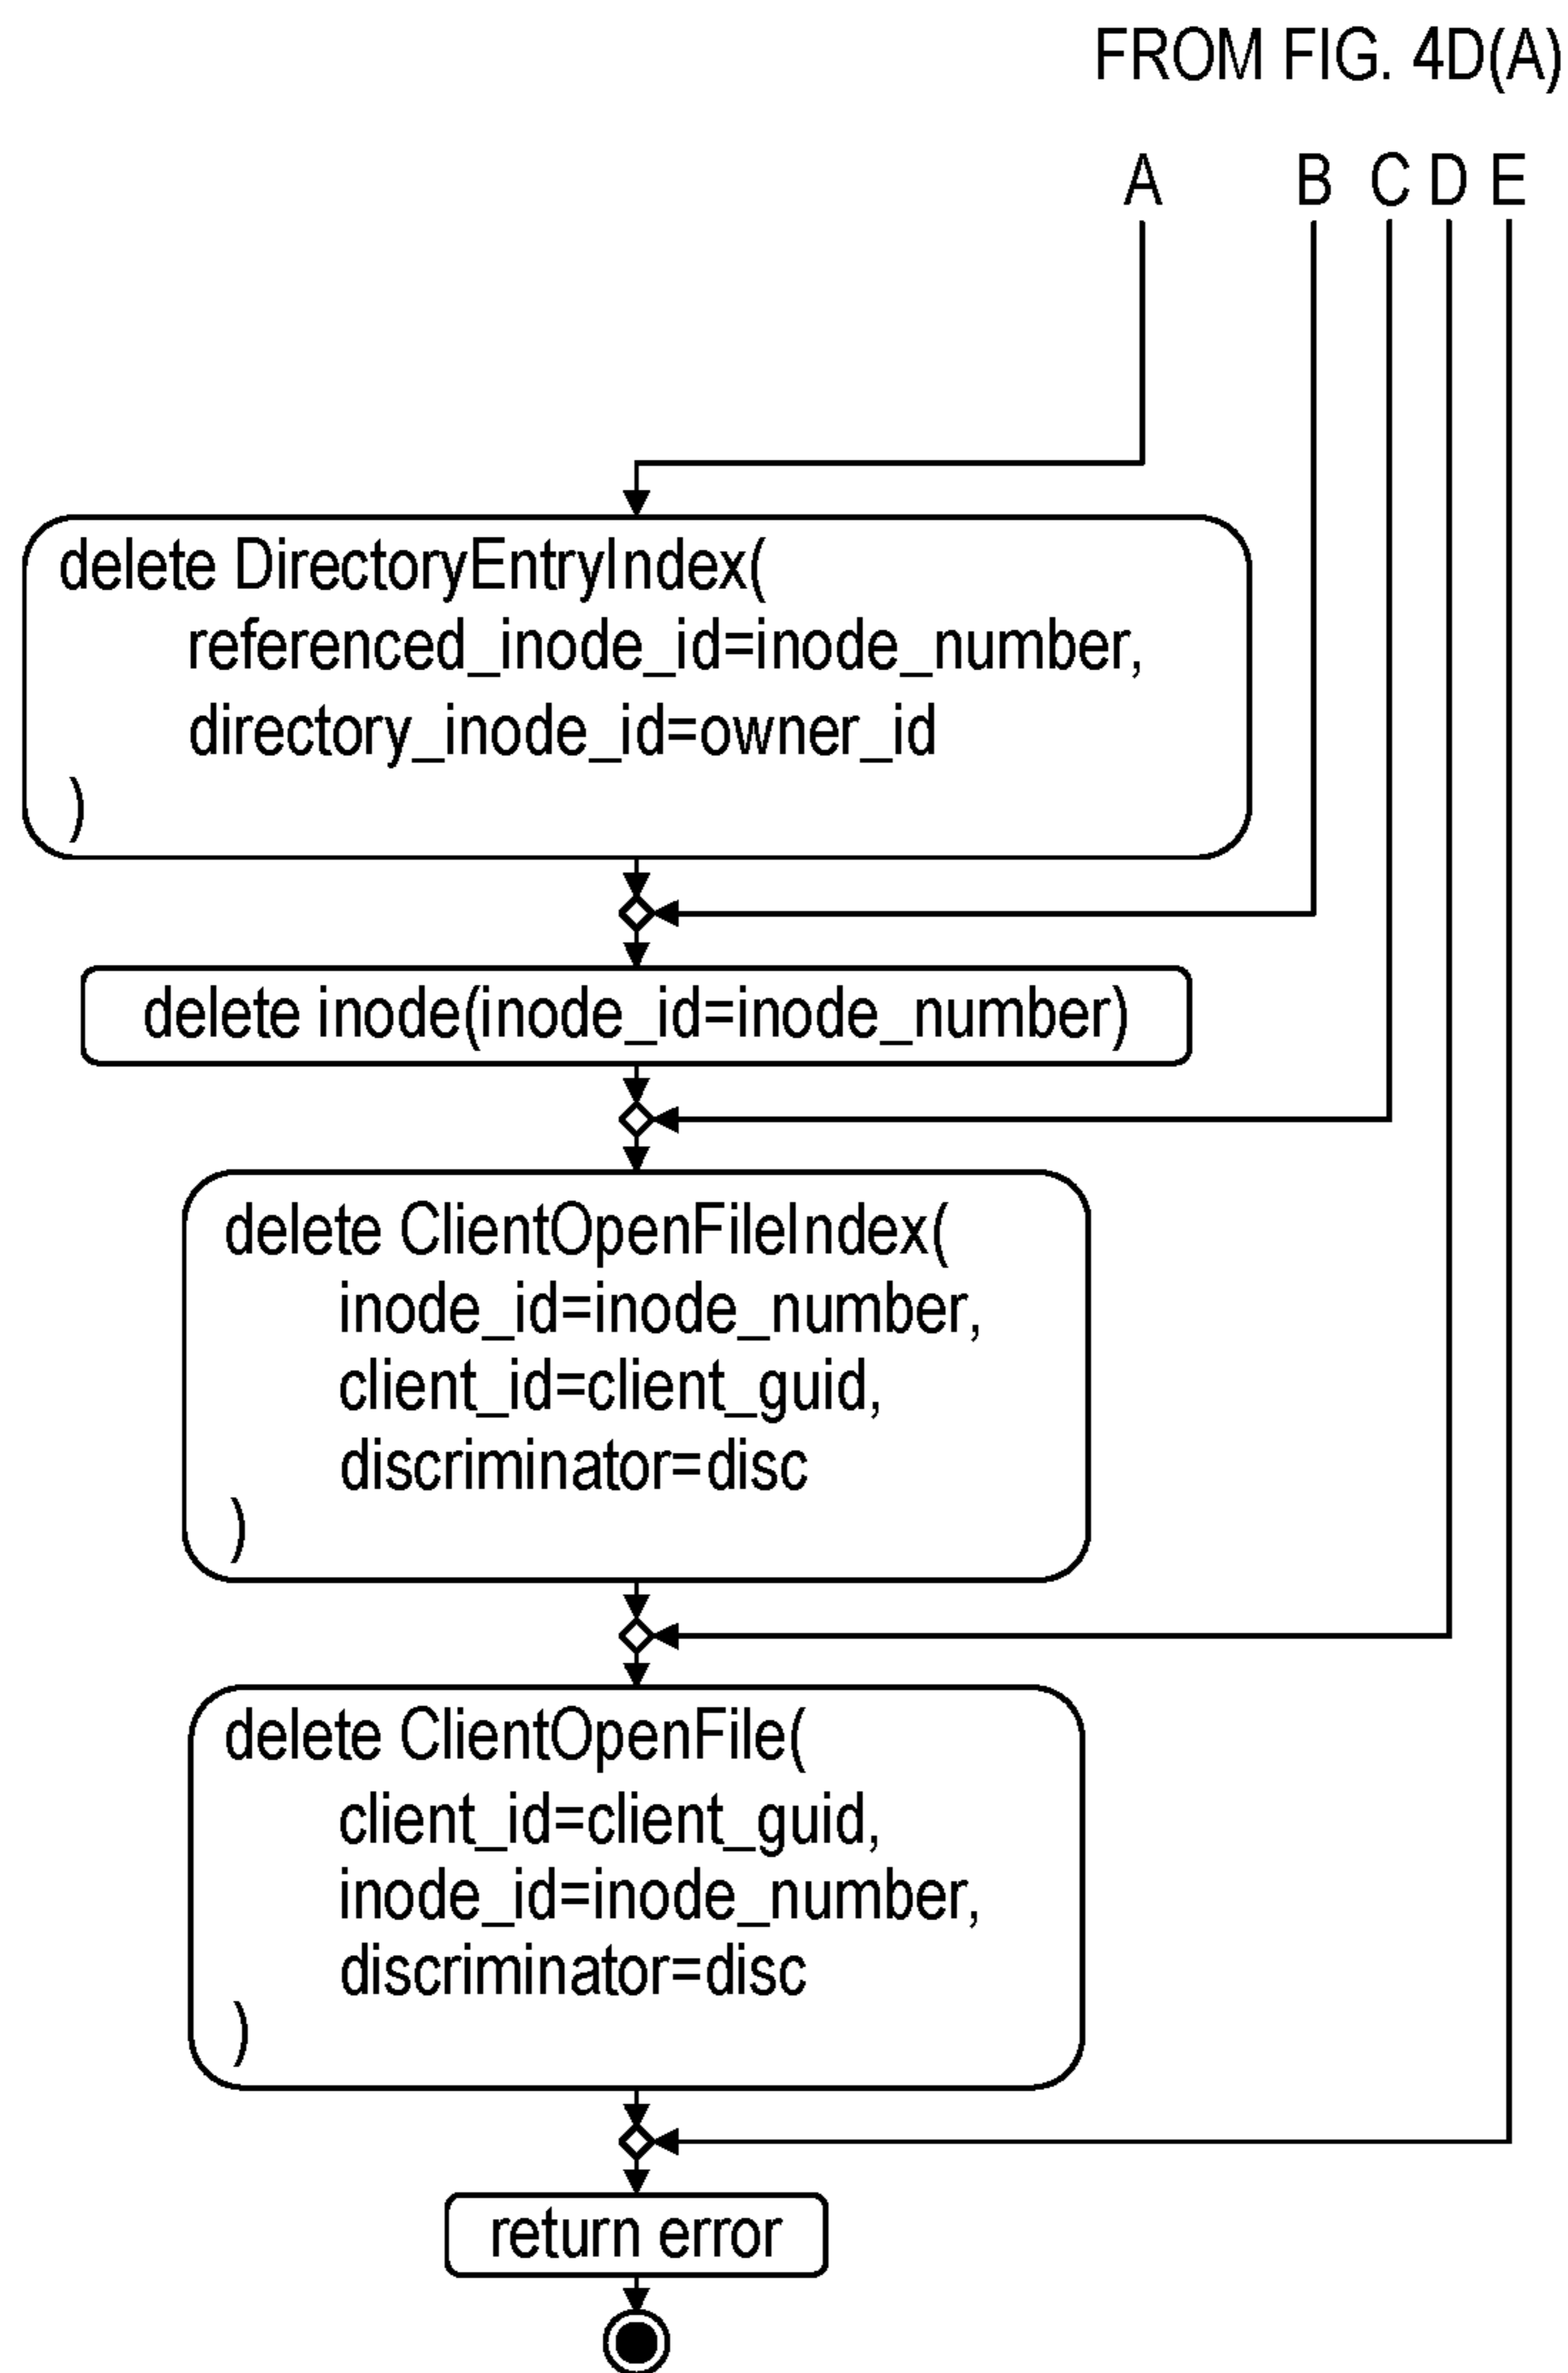 FROM FIG. 4D(A)
A B C D E
delete DirectoryEntryIndex(
referenced_inode_id=inode_number,
directory_inode_id=owner_id
)
delete inode(inode_id=inode_number)
delete ClientOpenFileIndex(
inode_id=inode_number,
client_id=client_guid,
discriminator=disc
)
delete ClientOpenFile(
client_id=client_guid,
inode_id=inode_number,
discriminator=disc
)
return error